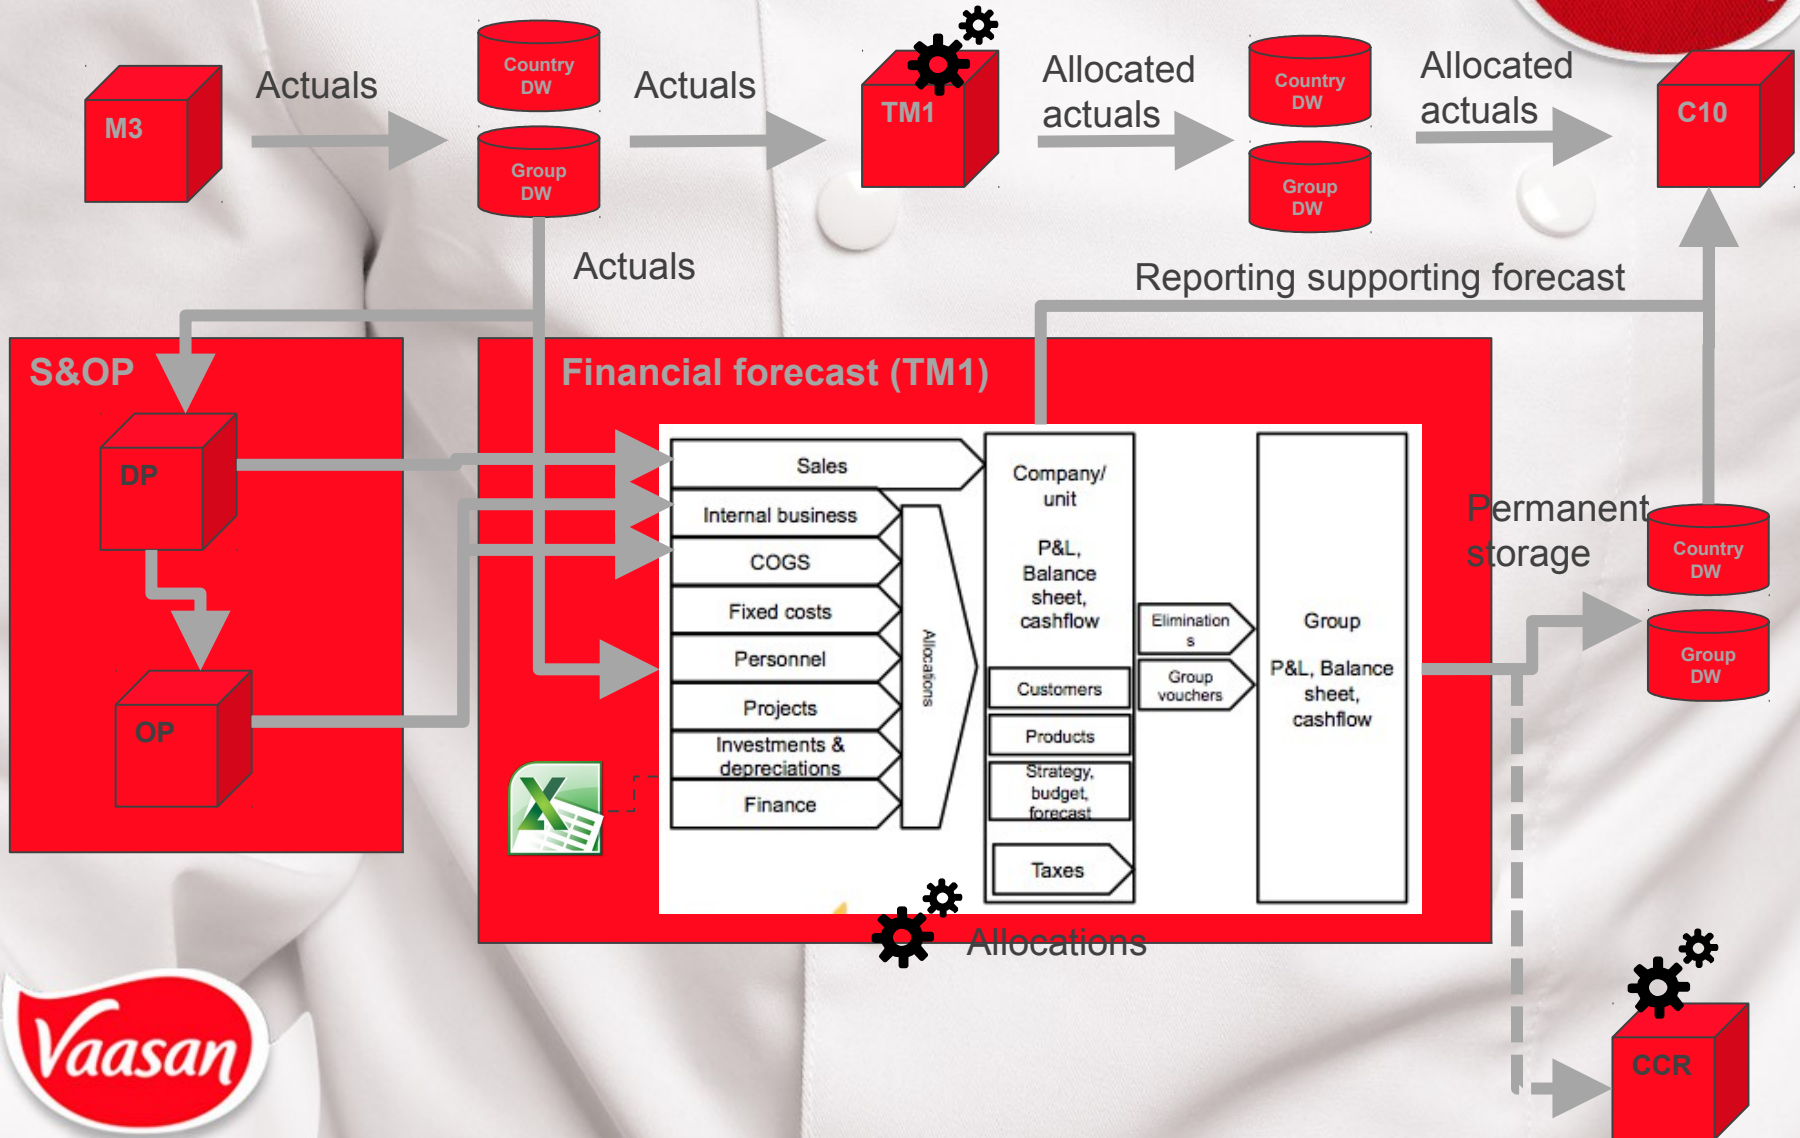 M3
Actuals
Country
DW
Group
DW
Actuals
TM1
Allocated
actuals
Country
DW
Group
DW
Allocated
actuals
C10
Actuals
Reporting supporting forecast
S&OP
DP
OP
Financial forecast (TM1)
Sales
Internal business
COGS
Fixed costs
Personnel
Projects
Investments &
depreciations
Finance
Allocations
Company/
unit
P&L,
Balance
sheet,
cashflow
Customers
Products
Strategy,
budget,
forecast
Taxes
Elimination
s
Group
vouchers
Group
P&L, Balance
sheet,
cashflow
Permanent
storage
Country
DW
Group
DW
Allocations
CCR
Vaasan